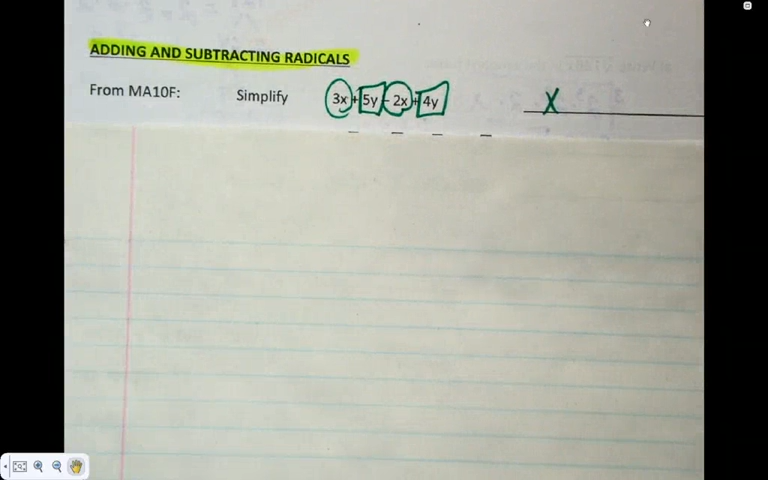 ADDING AND SUBTRACTING RADICALS
From MA10F: Simplify 3x + 5y - 2x + 4y X